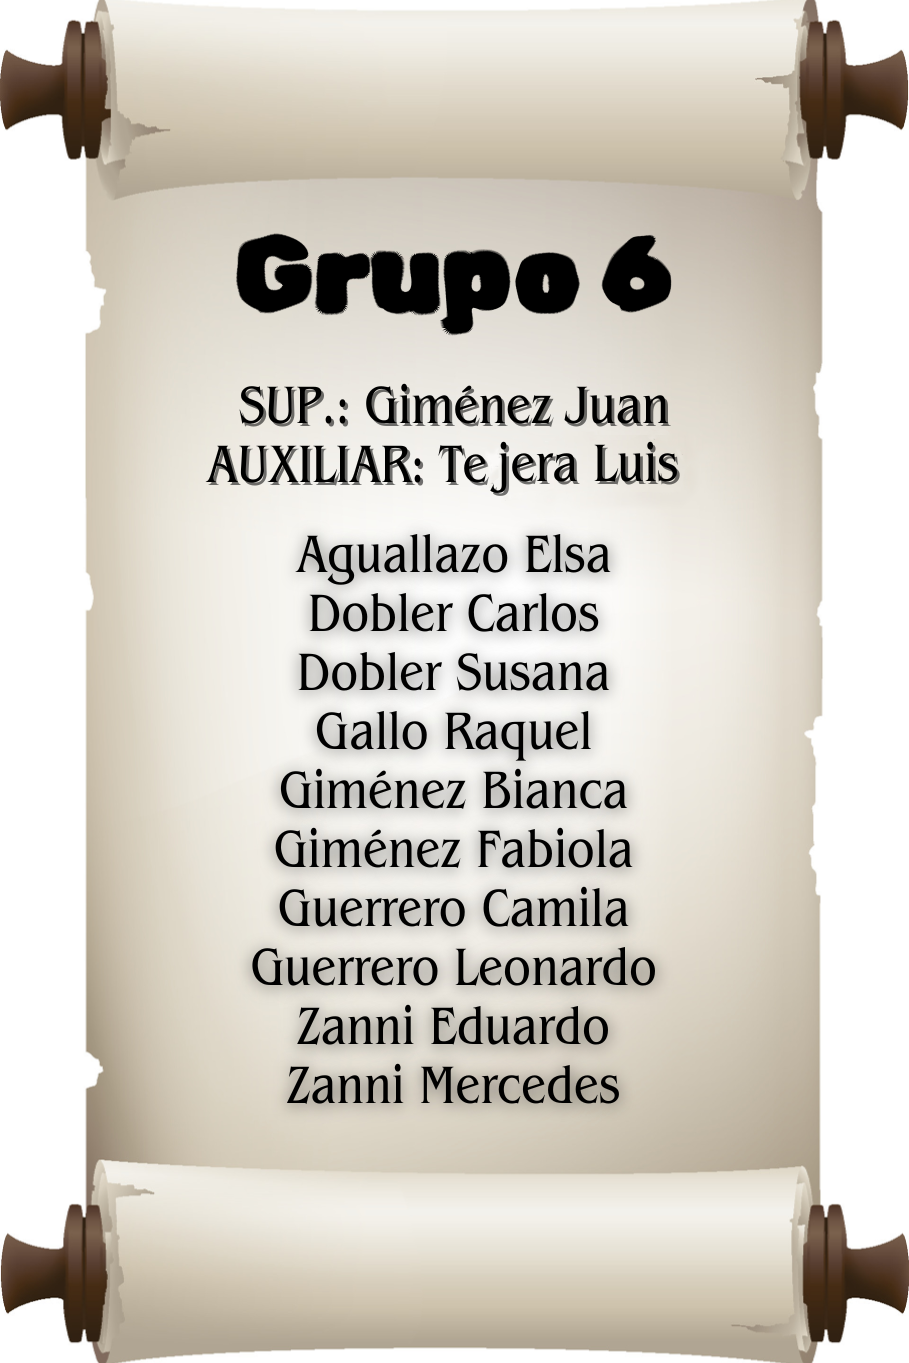 Grupo 6
SUP.: Giménez Juan
AUXILIAR: Tejera Luis
Aguallazo Elsa
Dobler Carlos
Dobler Susana
Gallo Raquel
Giménez Bianca
Giménez Fabiola
Guerrero Camila
Guerrero Leonardo
Zanni Eduardo
Zanni Mercedes